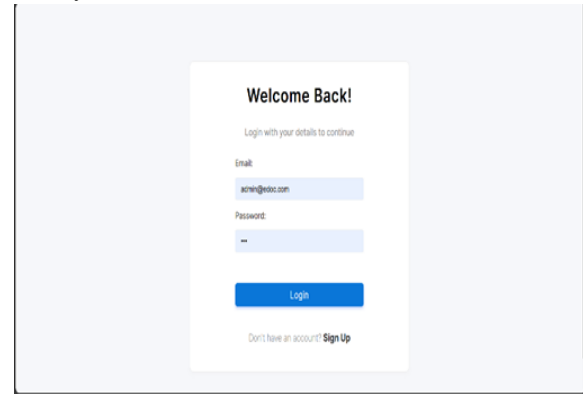 Welcome Back!
Login with your details to continue
Email:
admin@edoc.com
Password:
•••
Login
Don't have an account? Sign Up